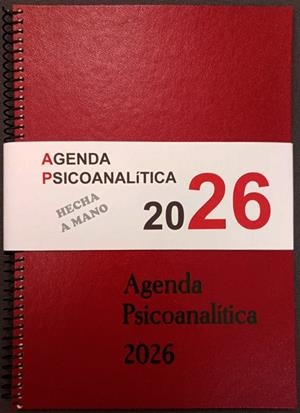 AGENDA
PSICOANALíTICA
HECHA
A MANO
2026
Agenda
Psicoanalítica
2026